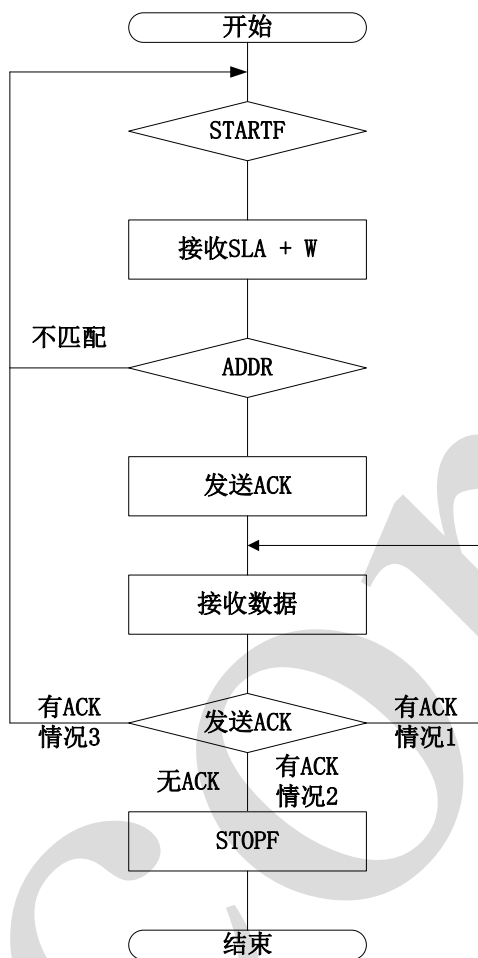 开始
STARTF
接收SLA + W
不匹配
ADDR
发送ACK
接收数据
有ACK
情况3
发送ACK
有ACK
情况1
无ACK
有ACK
情况2
STOPF
结束